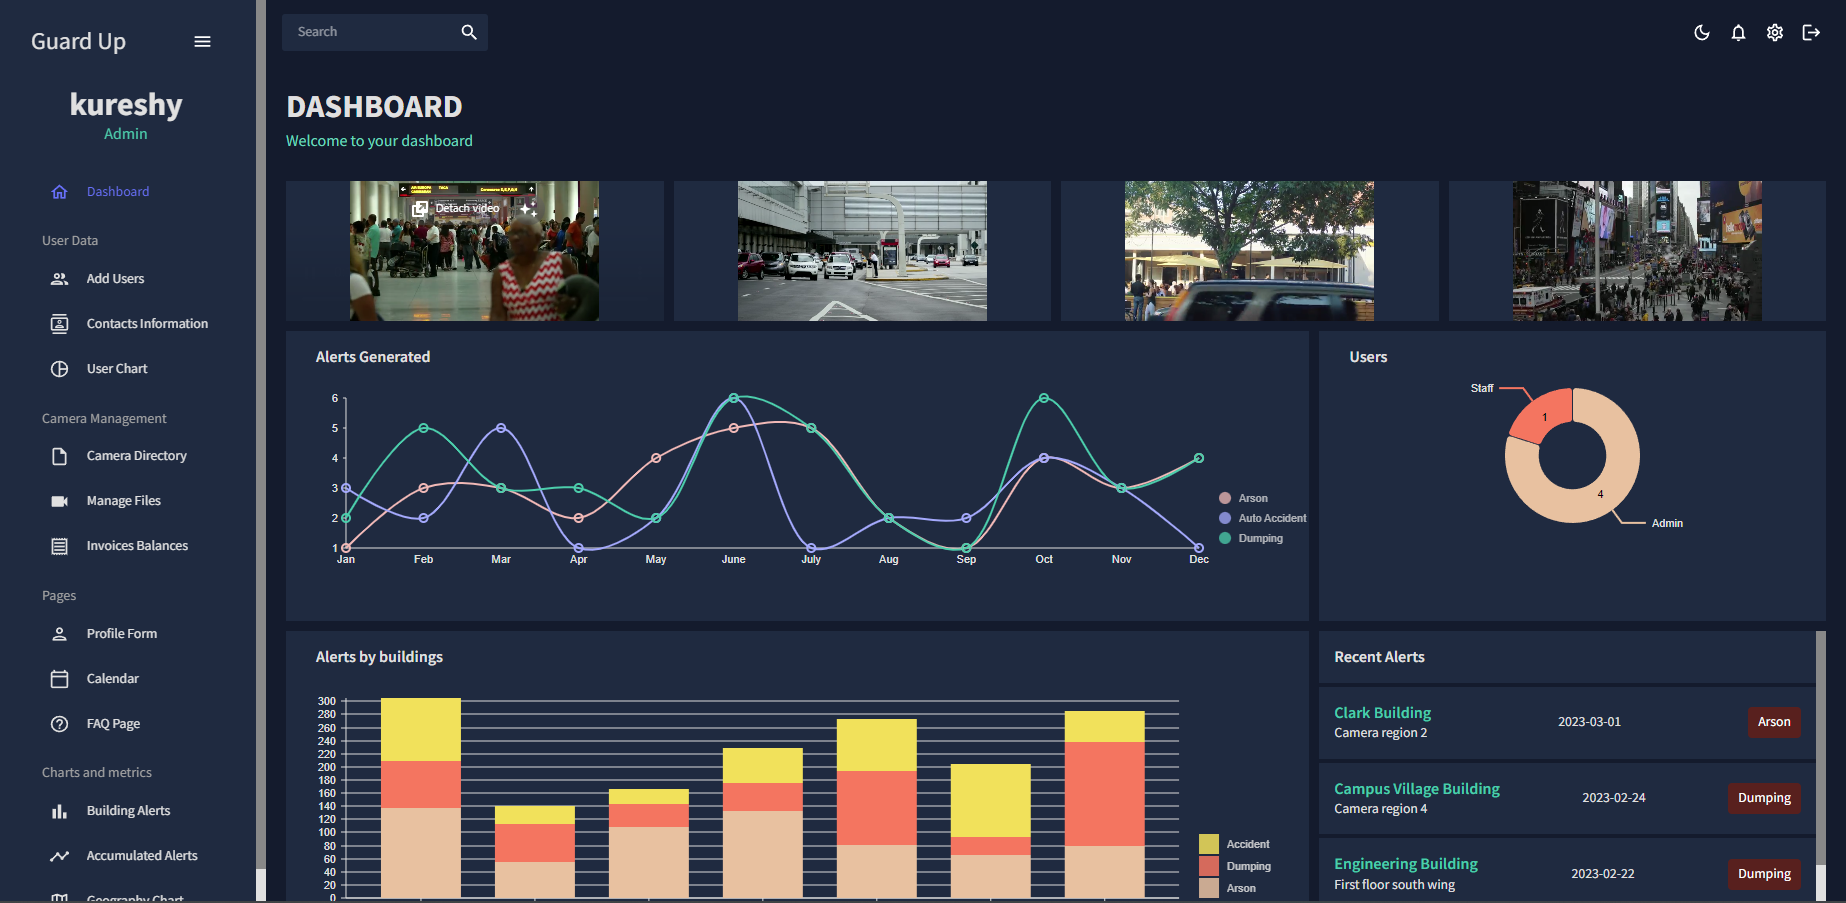 Guard Up
kureshy
Admin
Dashboard
User Data
Add Users
Contacts Information
User Chart
Camera Management
Camera Directory
Manage Files
Invoices Balances
Pages
Profile Form
Calendar
FAQ Page
Charts and metrics
Building Alerts
Accumulated Alerts
Geography Chart
Search
DASHBOARD
Welcome to your dashboard
Detach video
Alerts Generated
6
5
4
3
2
1
Jan Feb Mar Apr May June July Aug Sep Oct Nov Dec
Arson
Auto Accident
Dumping
Users
Staff
1
4
Admin
Alerts by buildings
300
280
260
240
220
200
180
160
140
120
100
80
60
40
20
0
Accident
Dumping
Arson
Recent Alerts
Clark Building
Camera region 2
2023-03-01
Arson
Campus Village Building
Camera region 4
2023-02-24
Dumping
Engineering Building
First floor south wing
2023-02-22
Dumping